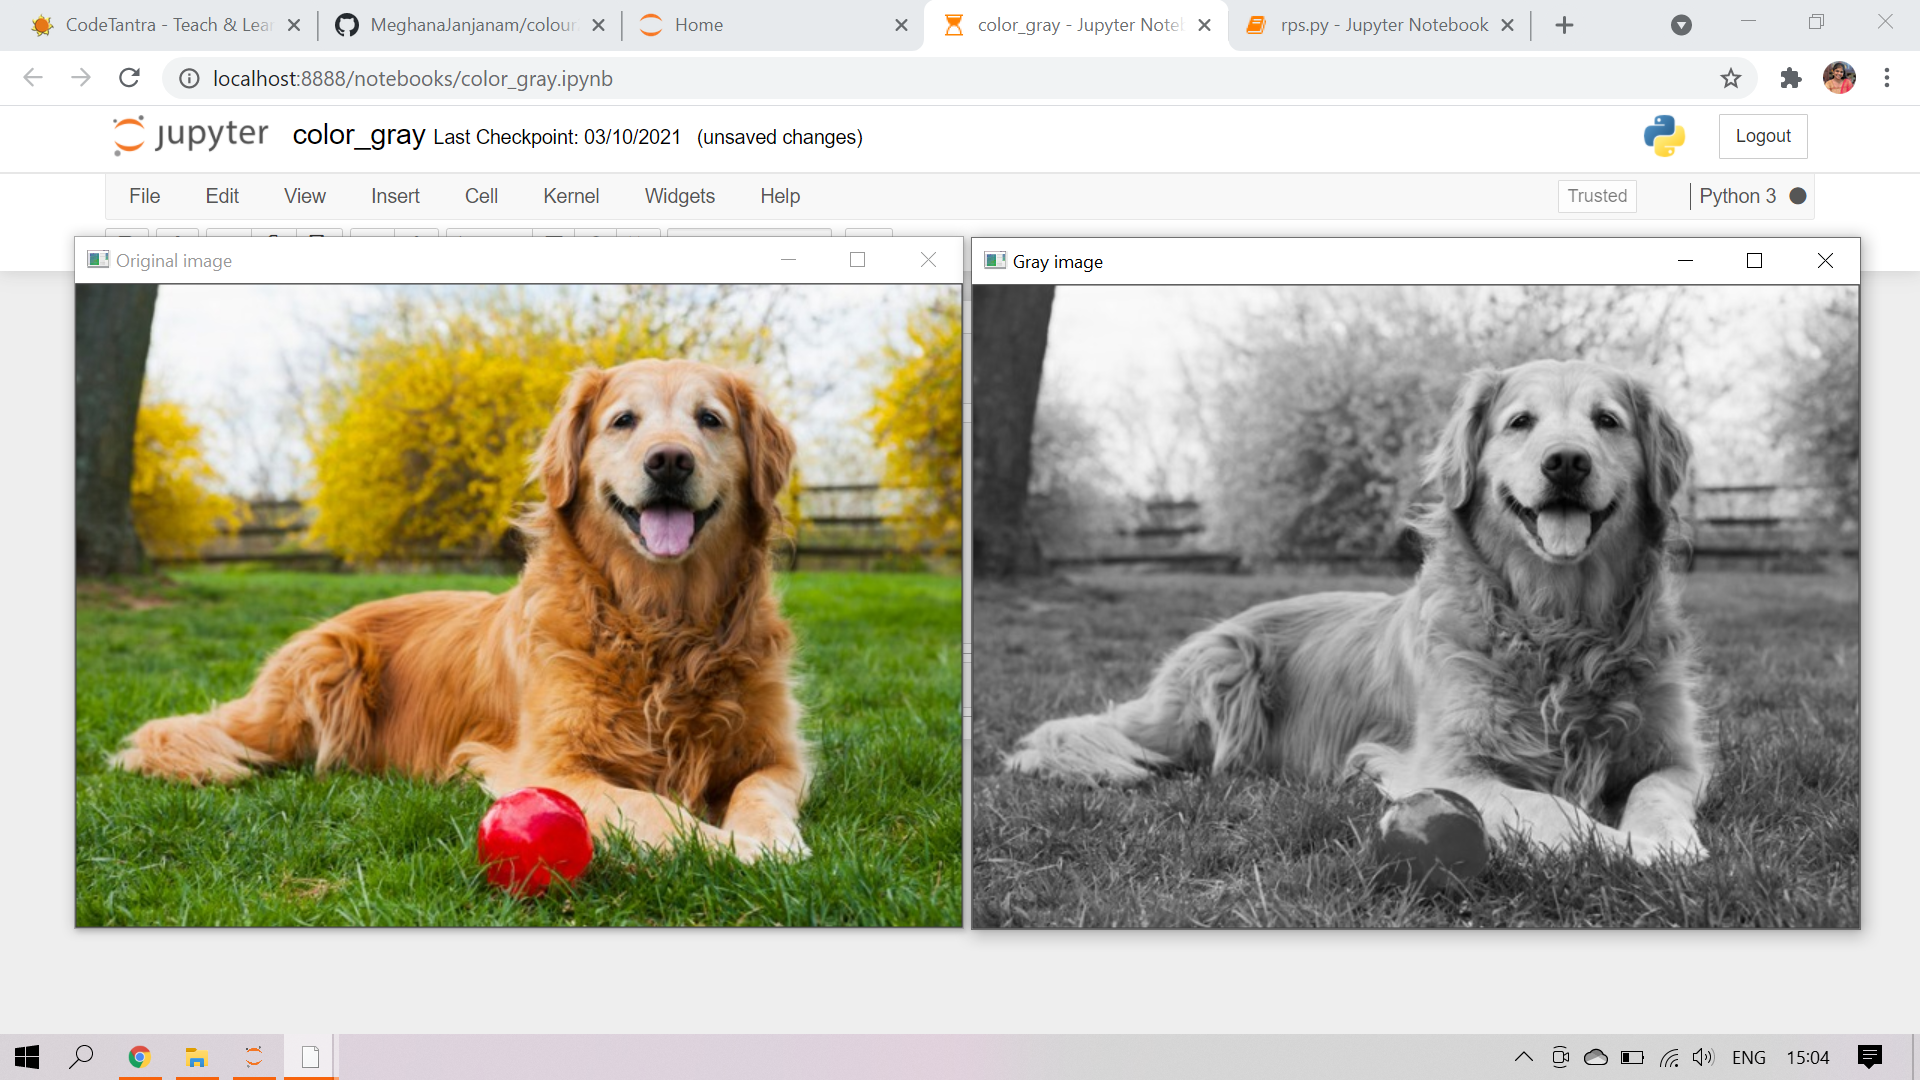 CodeTantra - Teach & Lear
MeghanaJanjanam/colour
Home
color_gray - Jupyter Note
rps.py - Jupyter Notebook
localhost:8888/notebooks/color_gray.ipynb
jupyter color_gray Last Checkpoint: 03/10/2021 (unsaved changes)
Logout
File Edit View Insert Cell Kernel Widgets Help
Trusted
Python 3
Original image
Gray image
ENG 15:04